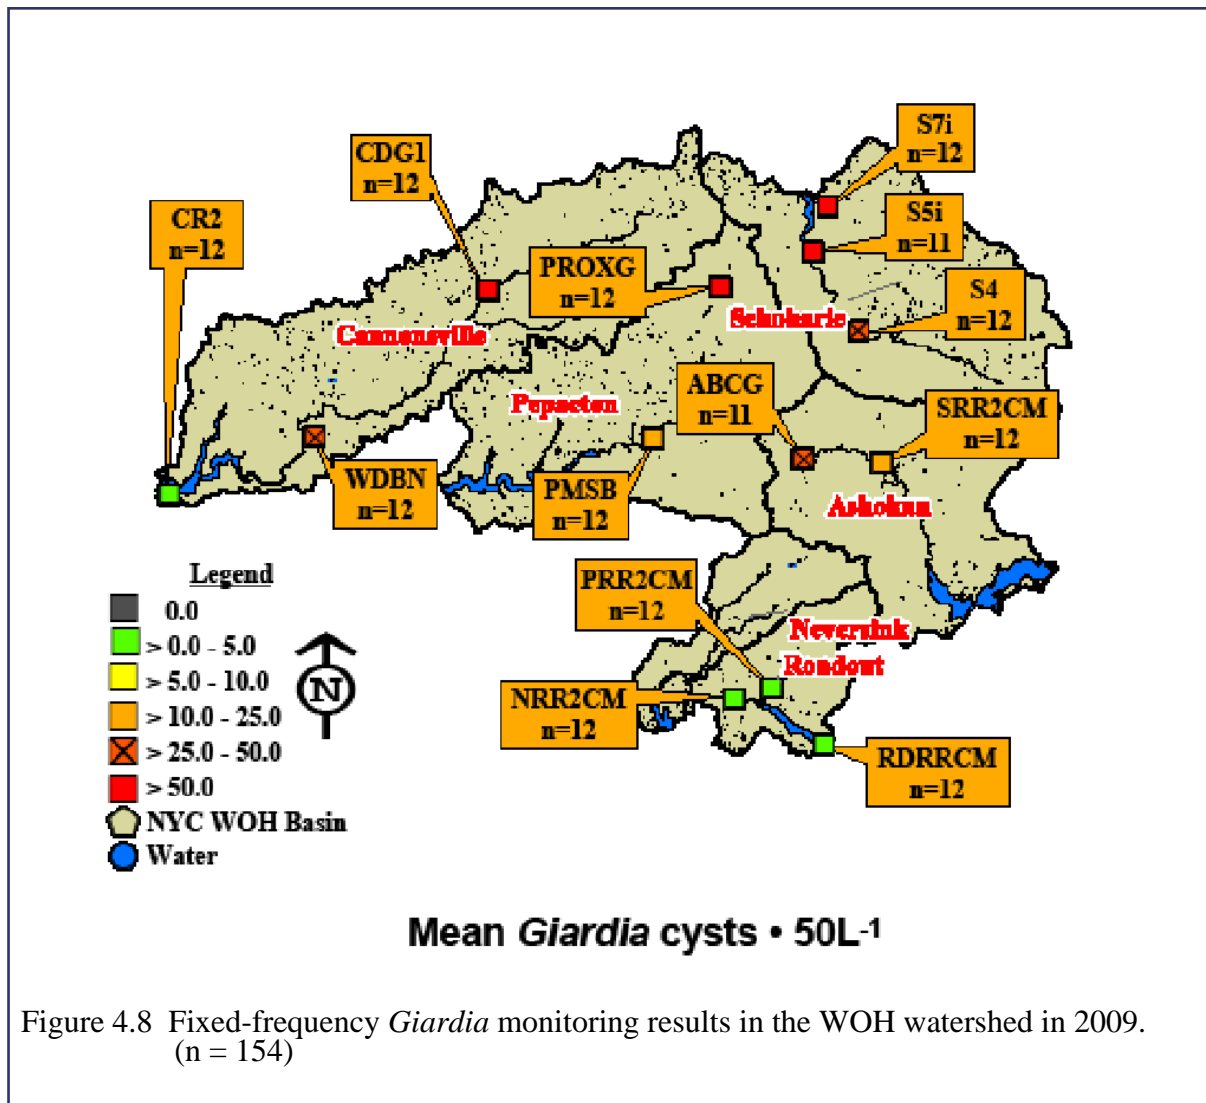 S7i
n=12
CDG1
n=12
CR2
n=12
S5i
n=11
PROXG
n=12
S4
n=12
Schoharie
Cannonsville
ABCG
n=11
SRR2CM
n=12
Pepacton
WDBN
n=12
PMSB
n=12
Ashokan
PRR2CM
n=12
Legend
0.0
> 0.0 - 5.0
> 5.0 - 10.0
> 10.0 - 25.0
> 25.0 - 50.0
> 50.0
NYC WOH Basin
Water
N
Neversink
Rondout
NRR2CM
n=12
RDRRCM
n=12
Mean Giardia cysts • 50L-1
Figure 4.8 Fixed-frequency Giardia monitoring results in the WOH watershed in 2009.
(n = 154)